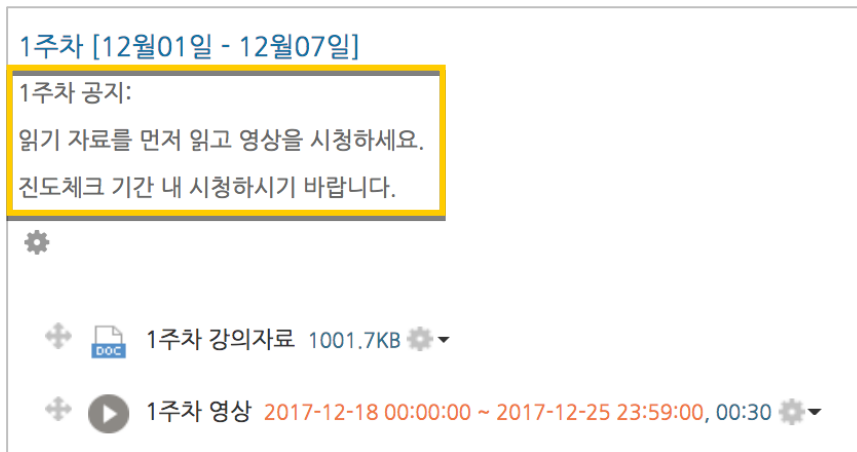 1주차 [12월01일 - 12월07일]
1주차 공지:
읽기 자료를 먼저 읽고 영상을 시청하세요.
진도체크 기간 내 시청하시기 바랍니다.
DOC 1주차 강의자료 1001.7KB
1주차 영상 2017-12-18 00:00:00 ~ 2017-12-25 23:59:00, 00:30